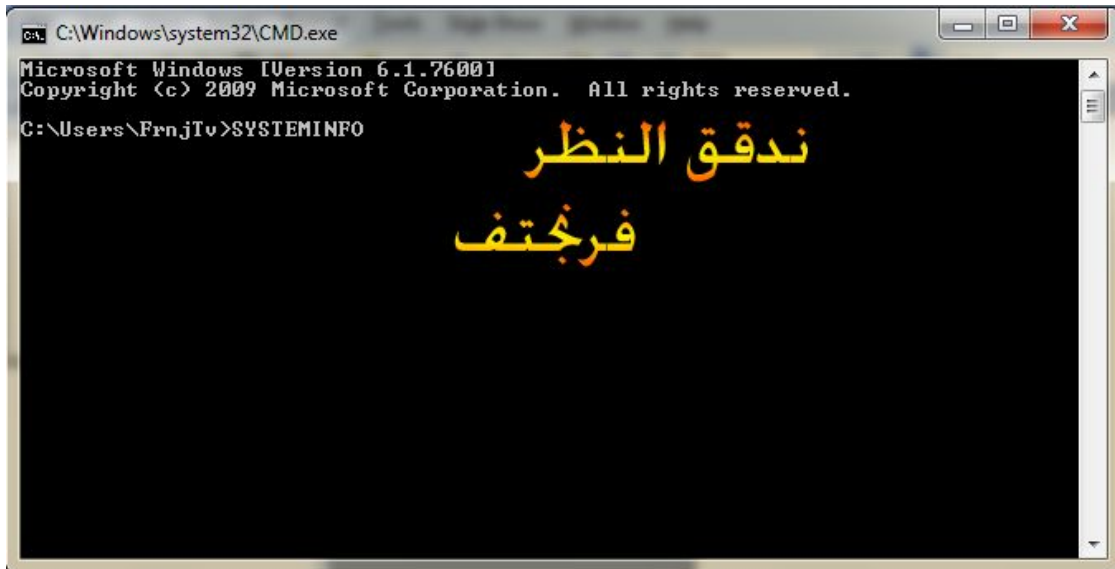 C:\Windows\system32\CMD.exe
Microsoft Windows [Version 6.1.7600]
Copyright (c) 2009 Microsoft Corporation.  All rights reserved.
C:\Users\FrnjTv>SYSTEMINFO
ندقق النظر
فرنجتف